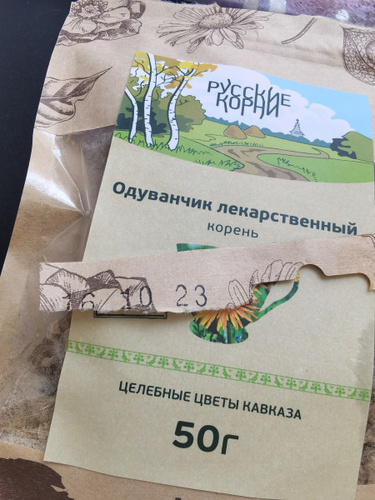 РУССКИЕ
КОРНИ
Одуванчик лекарственный
корень
16 10 23
ЦЕЛЕБНЫЕ ЦВЕТЫ КАВКАЗА
50г